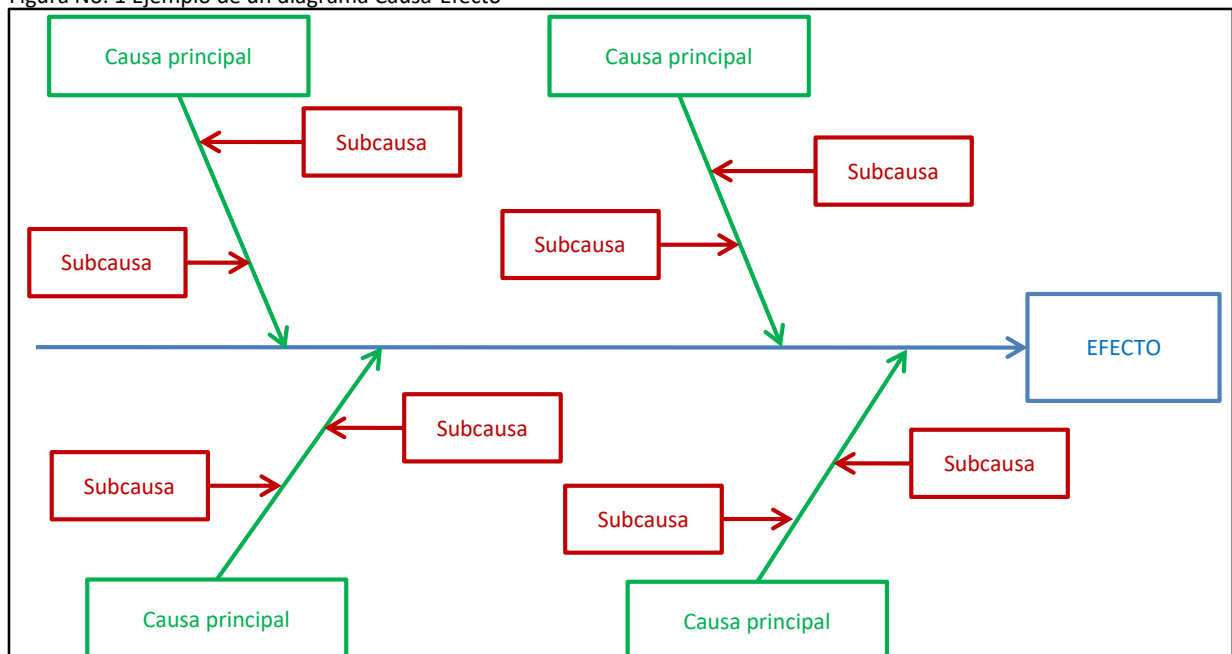 Figura No. 1 Ejemplo de un diagrama Causa-Efecto
Causa principal
Causa principal
Subcausa
Subcausa
Subcausa
Subcausa
EFECTO
Subcausa
Subcausa
Subcausa
Subcausa
Causa principal
Causa principal